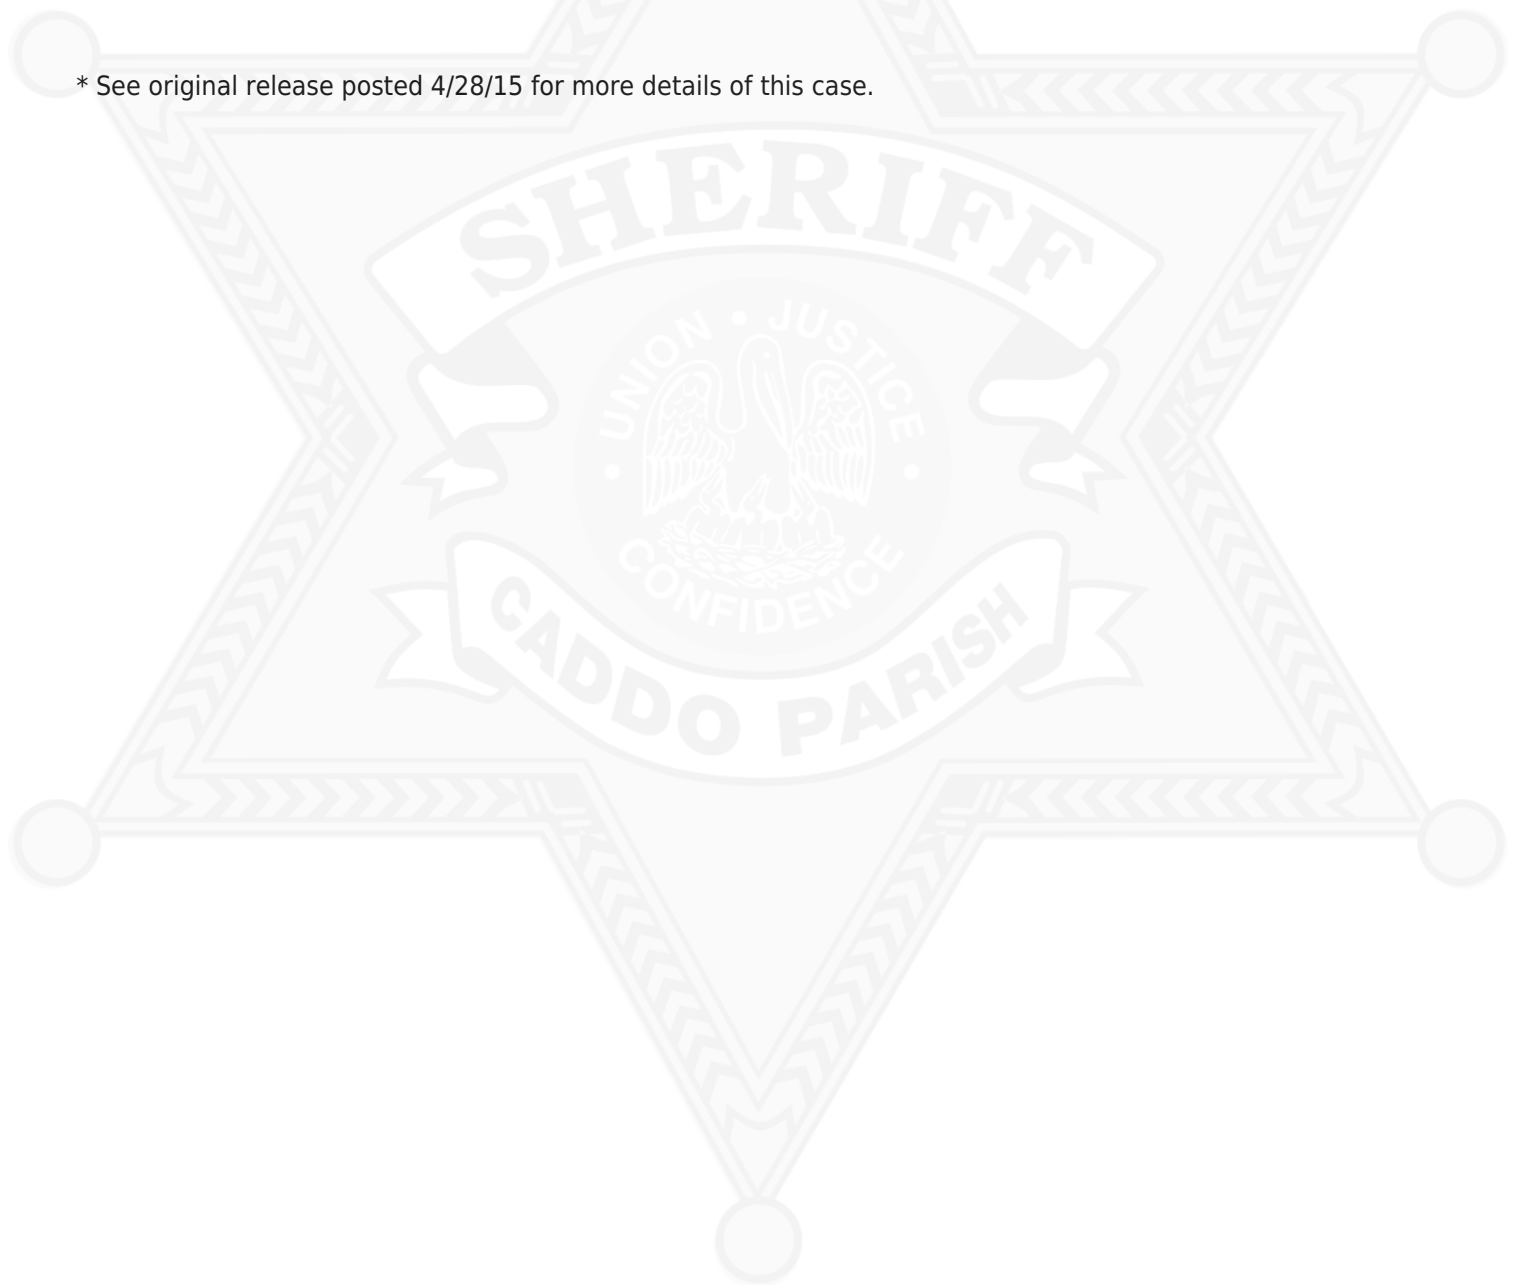 * See original release posted 4/28/15 for more details of this case.
SHERIFF
UNION • JUSTICE
CONFIDENCE
CADDO PARISH